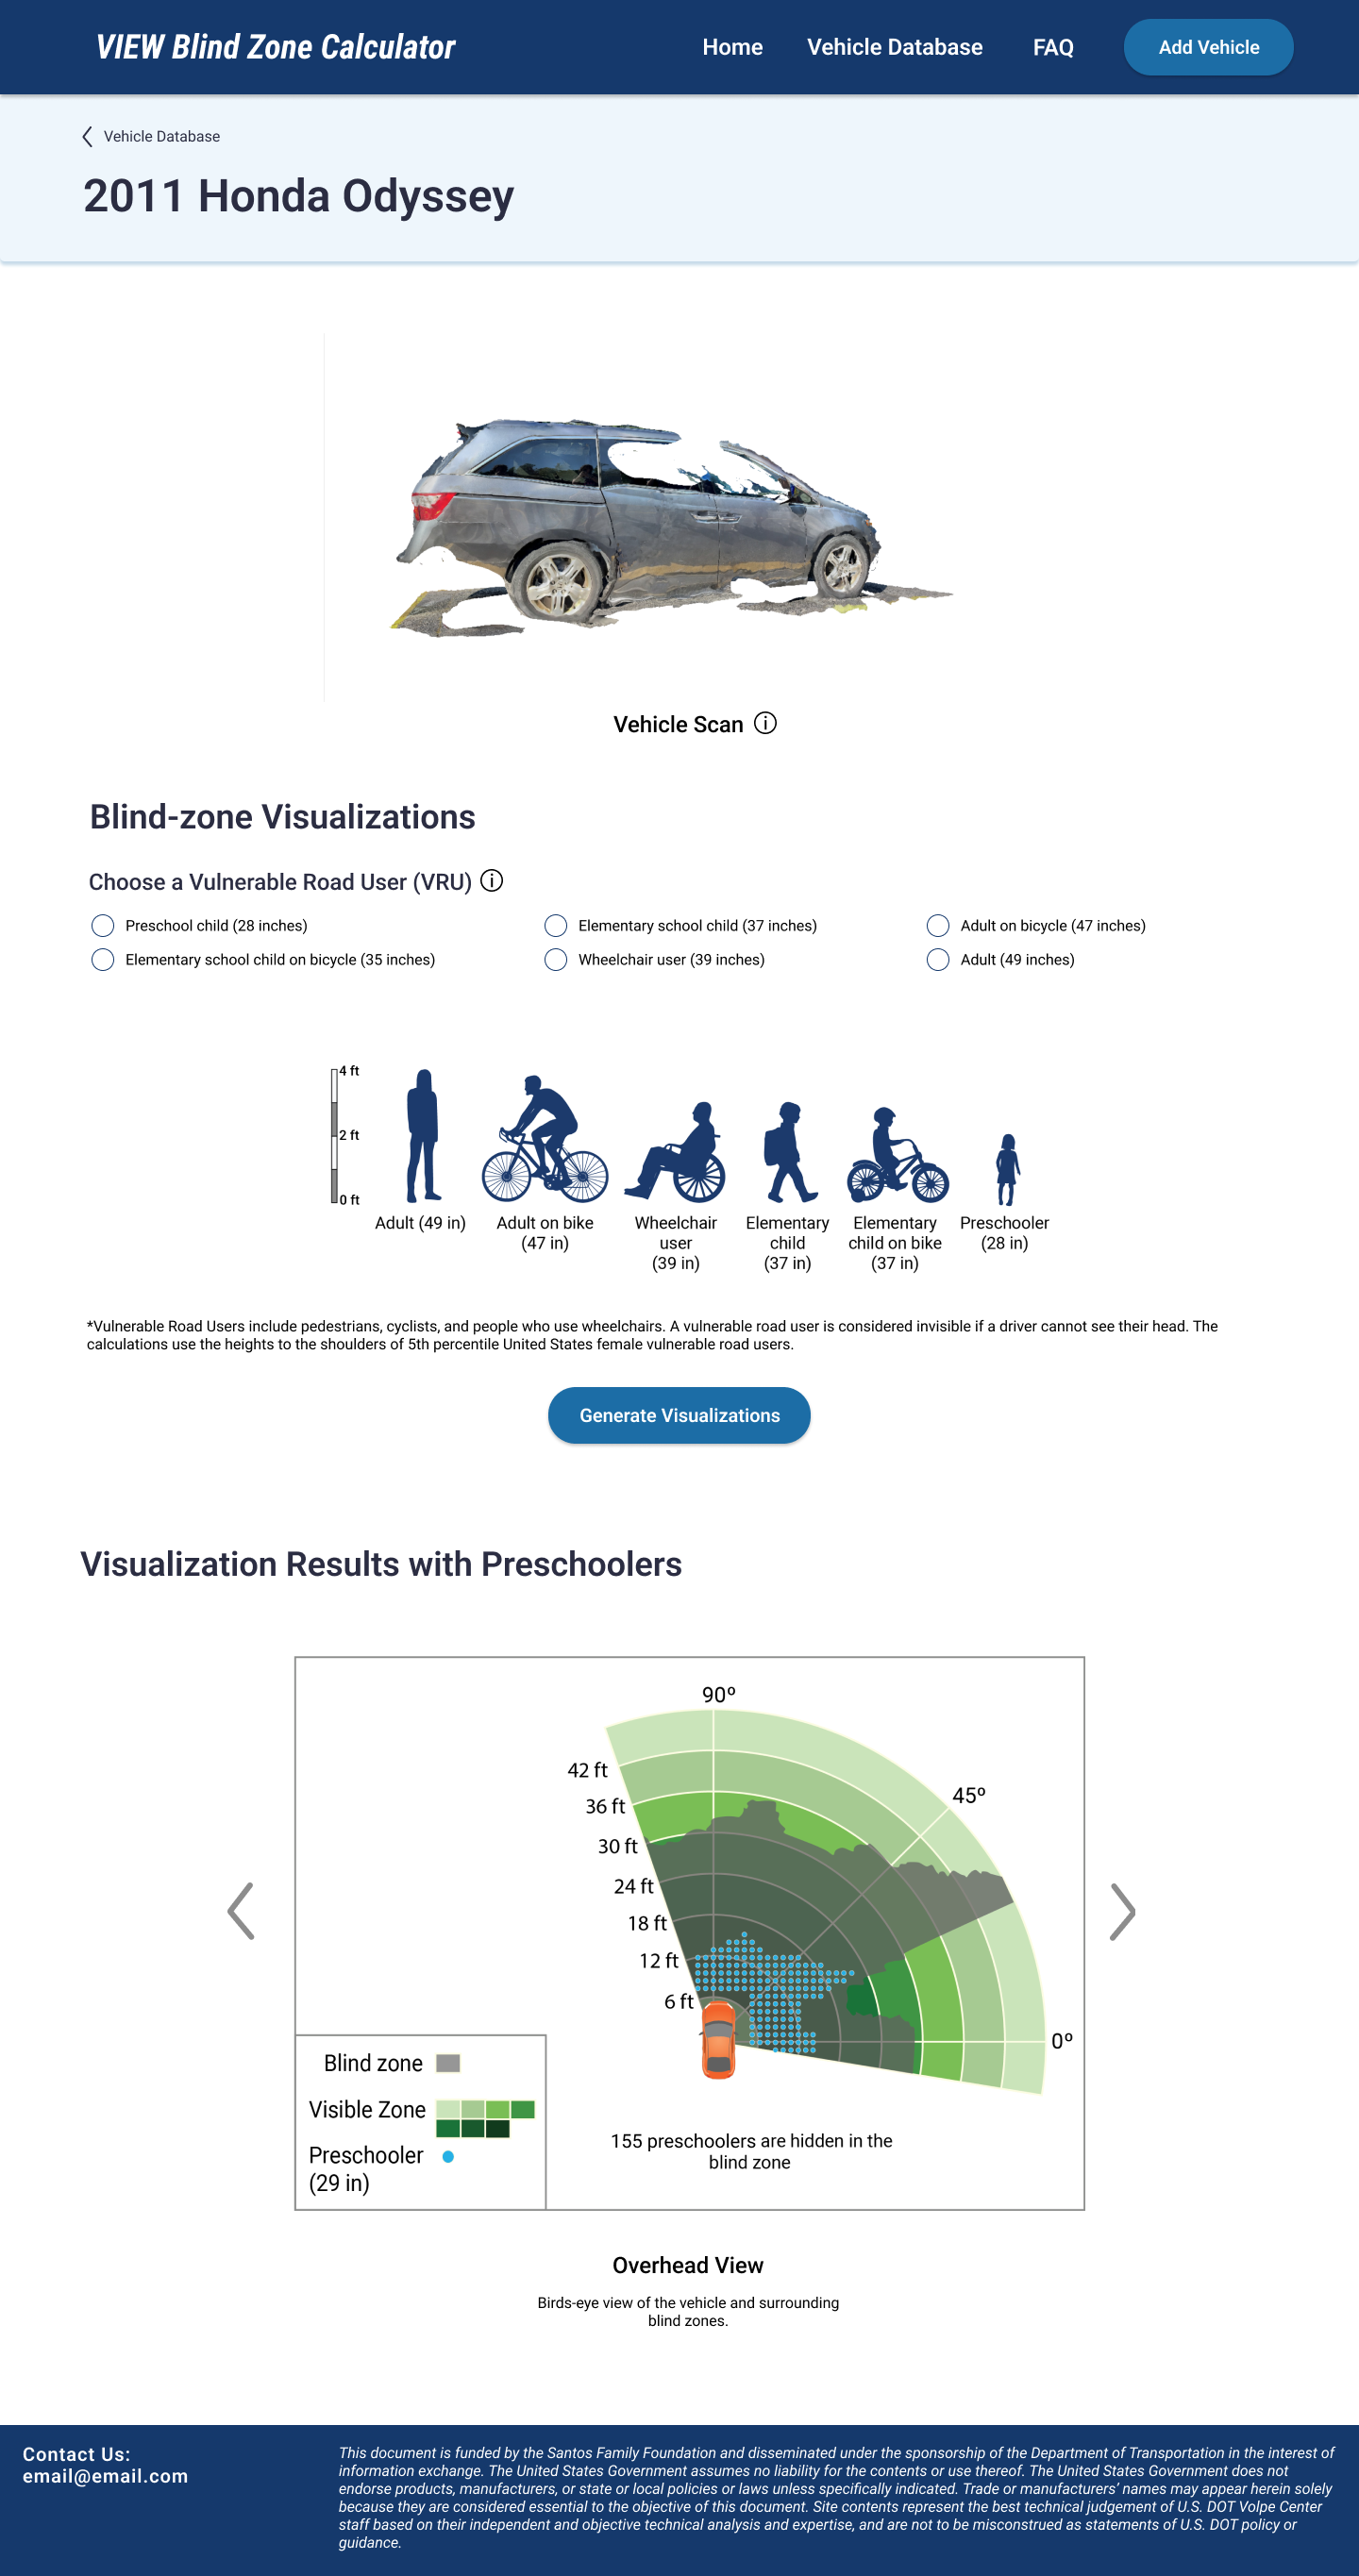 VIEW Blind Zone Calculator
Home
Vehicle Database
FAQ
Add Vehicle
Vehicle Database
2011 Honda Odyssey
Vehicle Scan
Blind-zone Visualizations
Choose a Vulnerable Road User (VRU)
Preschool child (28 inches)
Elementary school child (37 inches)
Adult on bicycle (47 inches)
Elementary school child on bicycle (35 inches)
Wheelchair user (39 inches)
Adult (49 inches)
4 ft
2 ft
0 ft
Adult (49 in)
Adult on bike
(47 in)
Wheelchair
user
(39 in)
Elementary
child
(37 in)
Elementary
child on bike
(37 in)
Preschooler
(28 in)
*Vulnerable Road Users include pedestrians, cyclists, and people who use wheelchairs. A vulnerable road user is considered invisible if a driver cannot see their head. The
calculations use the heights to the shoulders of 5th percentile United States female vulnerable road users.
Generate Visualizations
Visualization Results with Preschoolers
90º
45º
0º
42 ft
36 ft
30 ft
24 ft
18 ft
12 ft
6 ft
Blind zone
Visible Zone
Preschooler
(29 in)
155 preschoolers are hidden in the
blind zone
Overhead View
Birds-eye view of the vehicle and surrounding
blind zones.
Contact Us:
email@email.com
This document is funded by the Santos Family Foundation and disseminated under the sponsorship of the Department of Transportation in the interest of
information exchange. The United States Government assumes no liability for the contents or use thereof. The United States Government does not
endorse products, manufacturers, or state or local policies or laws unless specifically indicated. Trade or manufacturers’ names may appear herein solely
because they are considered essential to the objective of this document. Site contents represent the best technical judgement of U.S. DOT Volpe Center
staff based on their independent and objective technical analysis and expertise, and are not to be misconstrued as statements of U.S. DOT policy or
guidance.